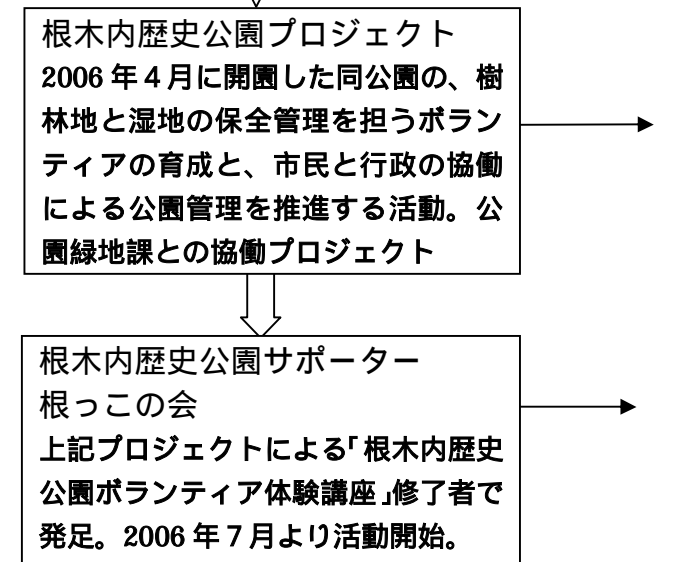 根木内歴史公園プロジェクト
2006年4月に開園した同公園の、樹
林地と湿地の保全管理を担うボラン
ティアの育成と、市民と行政の協働
による公園管理を推進する活動。公
園緑地課との協働プロジェクト
根木内歴史公園サポーター
根っこの会
上記プロジェクトによる「根木内歴史
公園ボランティア体験講座」修了者で
発足。2006年7月より活動開始。